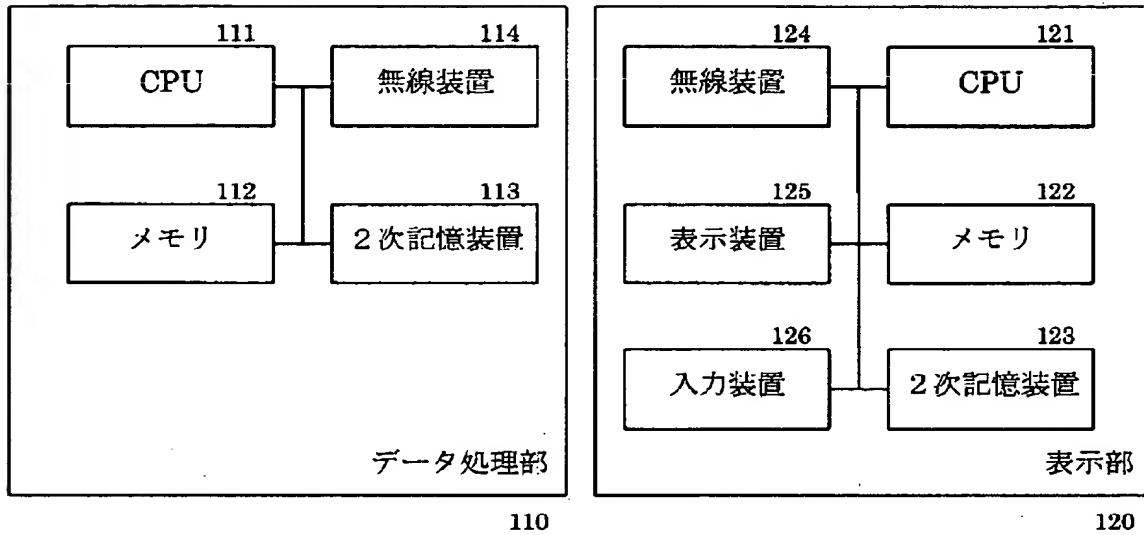 111
CPU
114
無線装置
112
メモリ
113
2次記憶装置
データ処理部
110
124
無線装置
121
CPU
125
表示装置
122
メモリ
126
入力装置
123
2次記憶装置
表示部
120